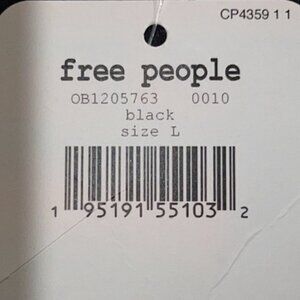 CP4359 1 1
free people
OB1205763 0010
black
size L
1 95191 55103 2